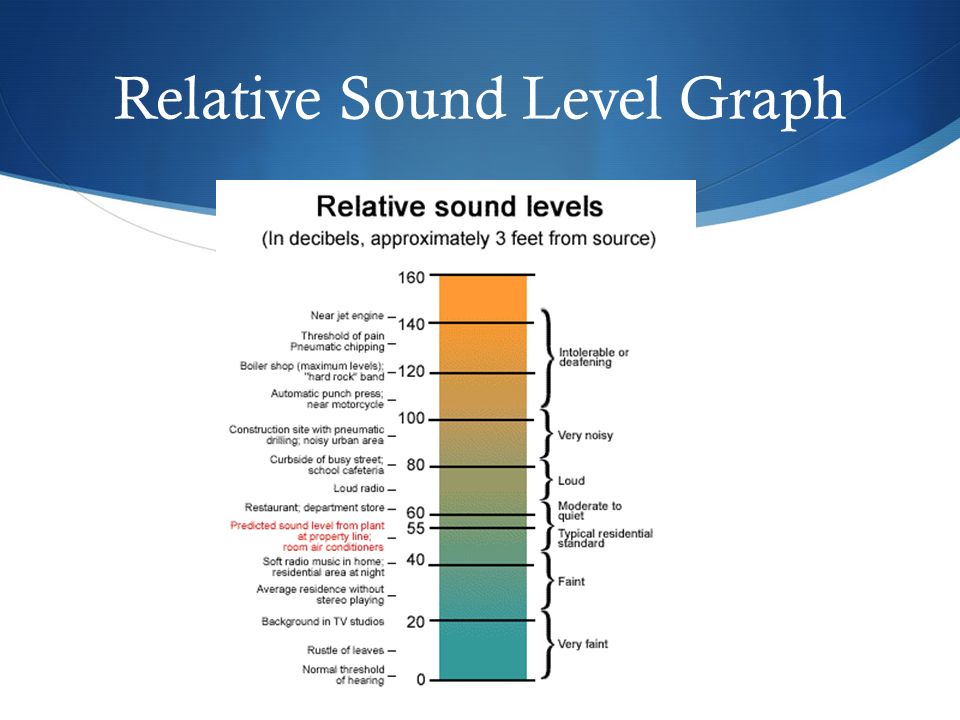 Relative Sound Level Graph
Relative sound levels
(In decibels, approximately 3 feet from source)
160
Near jet engine
140
Threshold of pain
Pneumatic chipping
Intolerable or
deafening
Boiler shop (maximum levels);
"hard rock" band
120
Automatic punch press;
near motorcycle
100
Construction site with pneumatic
drilling; noisy urban area
Very noisy
Curbside of busy street;
school cafeteria
80
Loud radio
Loud
Restaurant; department store
60
Moderate to
quiet
Predicted sound level from plant
at property line;
room air conditioners
55
Typical residential
standard
Soft radio music in home;
residential area at night
40
Average residence without
stereo playing
Faint
Background in TV studios
20
Rustle of leaves
Very faint
Normal threshold
of hearing
0